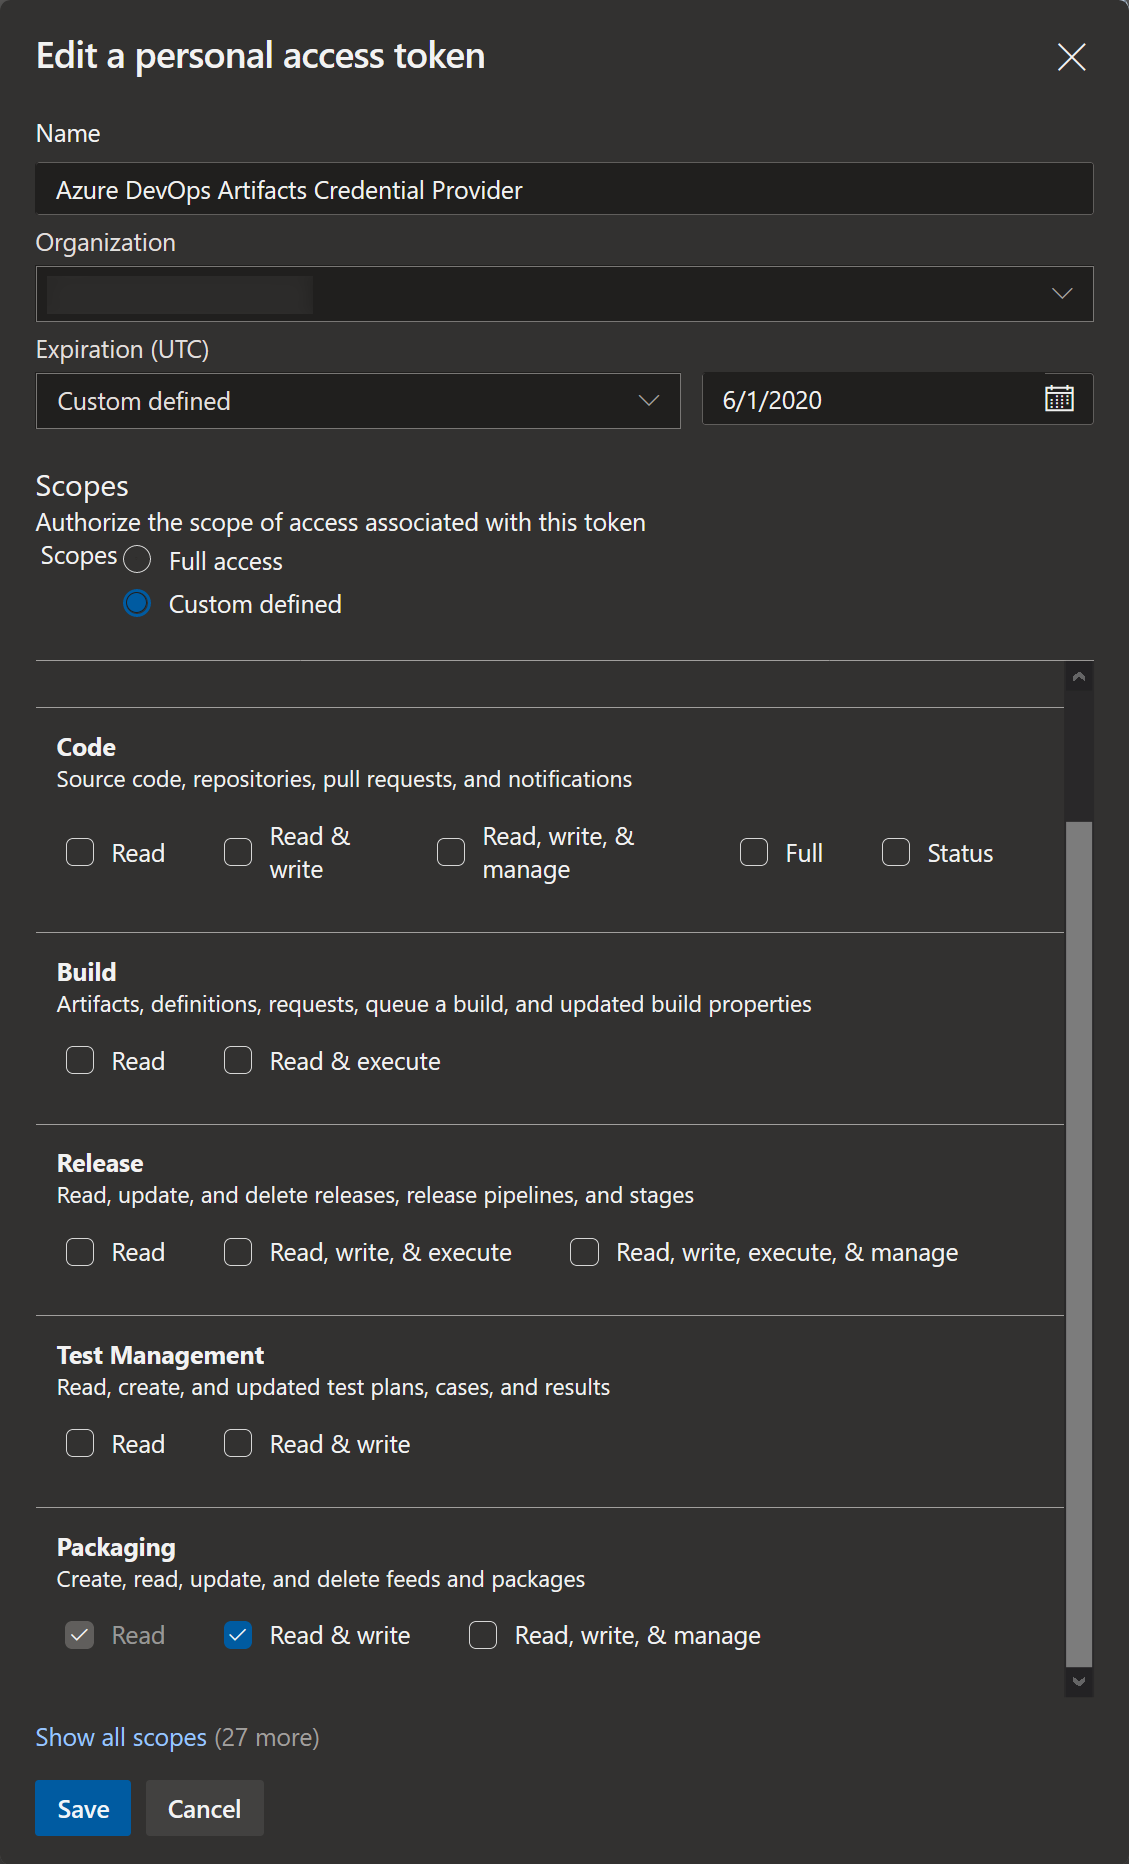 Edit a personal access token
Name
Azure DevOps Artifacts Credential Provider
Organization
Expiration (UTC)
Custom defined
6/1/2020
Scopes
Authorize the scope of access associated with this token
Scopes
Full access
Custom defined
Code
Source code, repositories, pull requests, and notifications
Read
Read &
write
Read, write, &
manage
Full
Status
Build
Artifacts, definitions, requests, queue a build, and updated build properties
Read
Read & execute
Release
Read, update, and delete releases, release pipelines, and stages
Read
Read, write, & execute
Read, write, execute, & manage
Test Management
Read, create, and updated test plans, cases, and results
Read
Read & write
Packaging
Create, read, update, and delete feeds and packages
Read
Read & write
Read, write, & manage
Show all scopes (27 more)
Save
Cancel